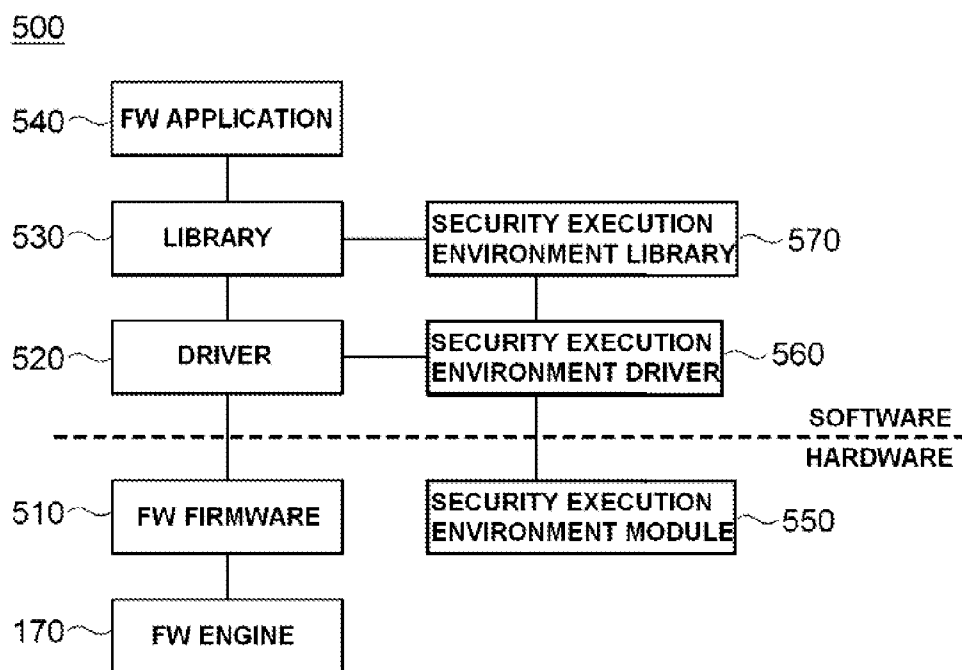 500
540
FW APPLICATION
530
LIBRARY
SECURITY EXECUTION
ENVIRONMENT LIBRARY
570
520
DRIVER
SECURITY EXECUTION
ENVIRONMENT DRIVER
560
SOFTWARE
HARDWARE
510
FW FIRMWARE
SECURITY EXECUTION
ENVIRONMENT MODULE
550
170
FW ENGINE